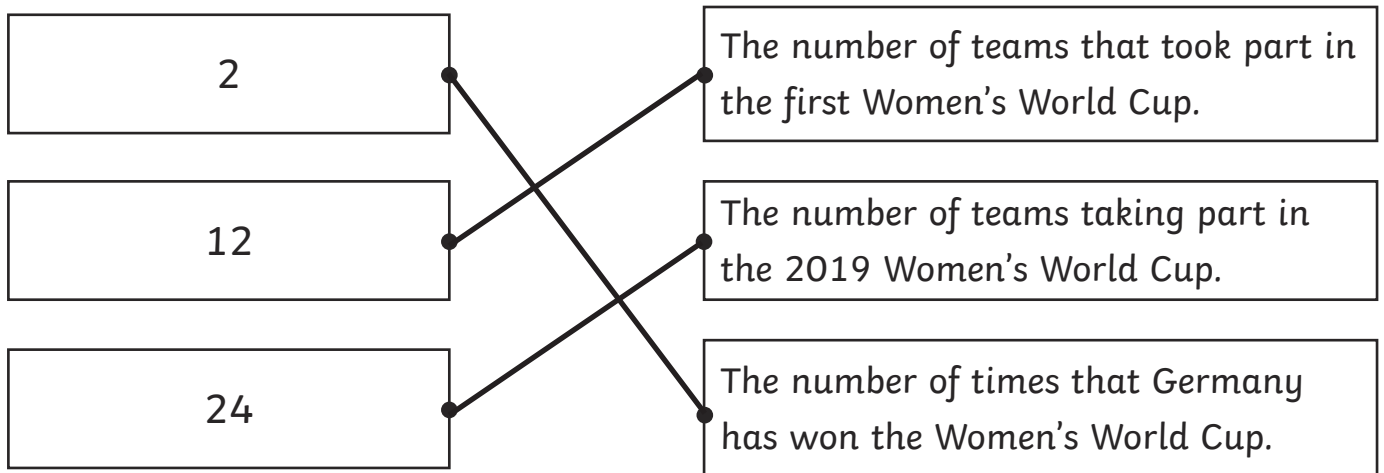 2
The number of teams that took part in
the first Women's World Cup.
12
The number of teams taking part in
the 2019 Women's World Cup.
24
The number of times that Germany
has won the Women's World Cup.